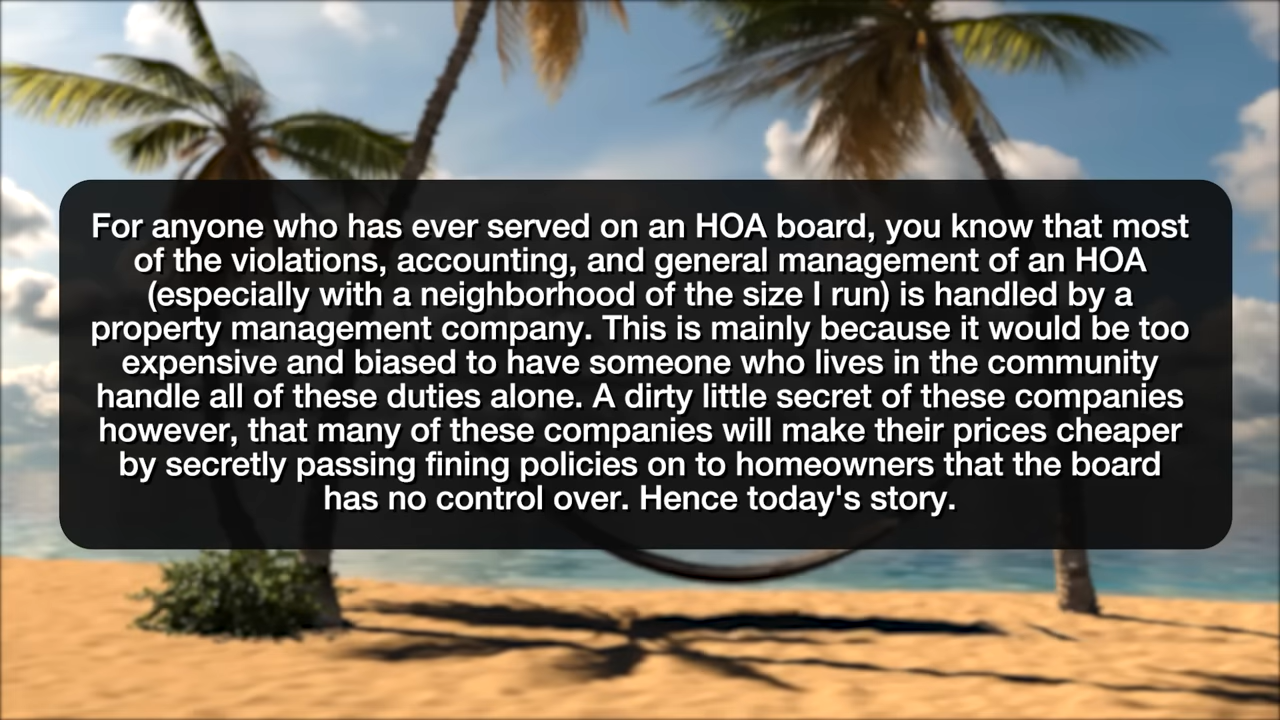 For anyone who has ever served on an HOA board, you know that most
of the violations, accounting, and general management of an HOA
(especially with a neighborhood of the size I run) is handled by a
property management company. This is mainly because it would be too
expensive and biased to have someone who lives in the community
handle all of these duties alone. A dirty little secret of these companies
however, that many of these companies will make their prices cheaper
by secretly passing fining policies on to homeowners that the board
has no control over. Hence today's story.